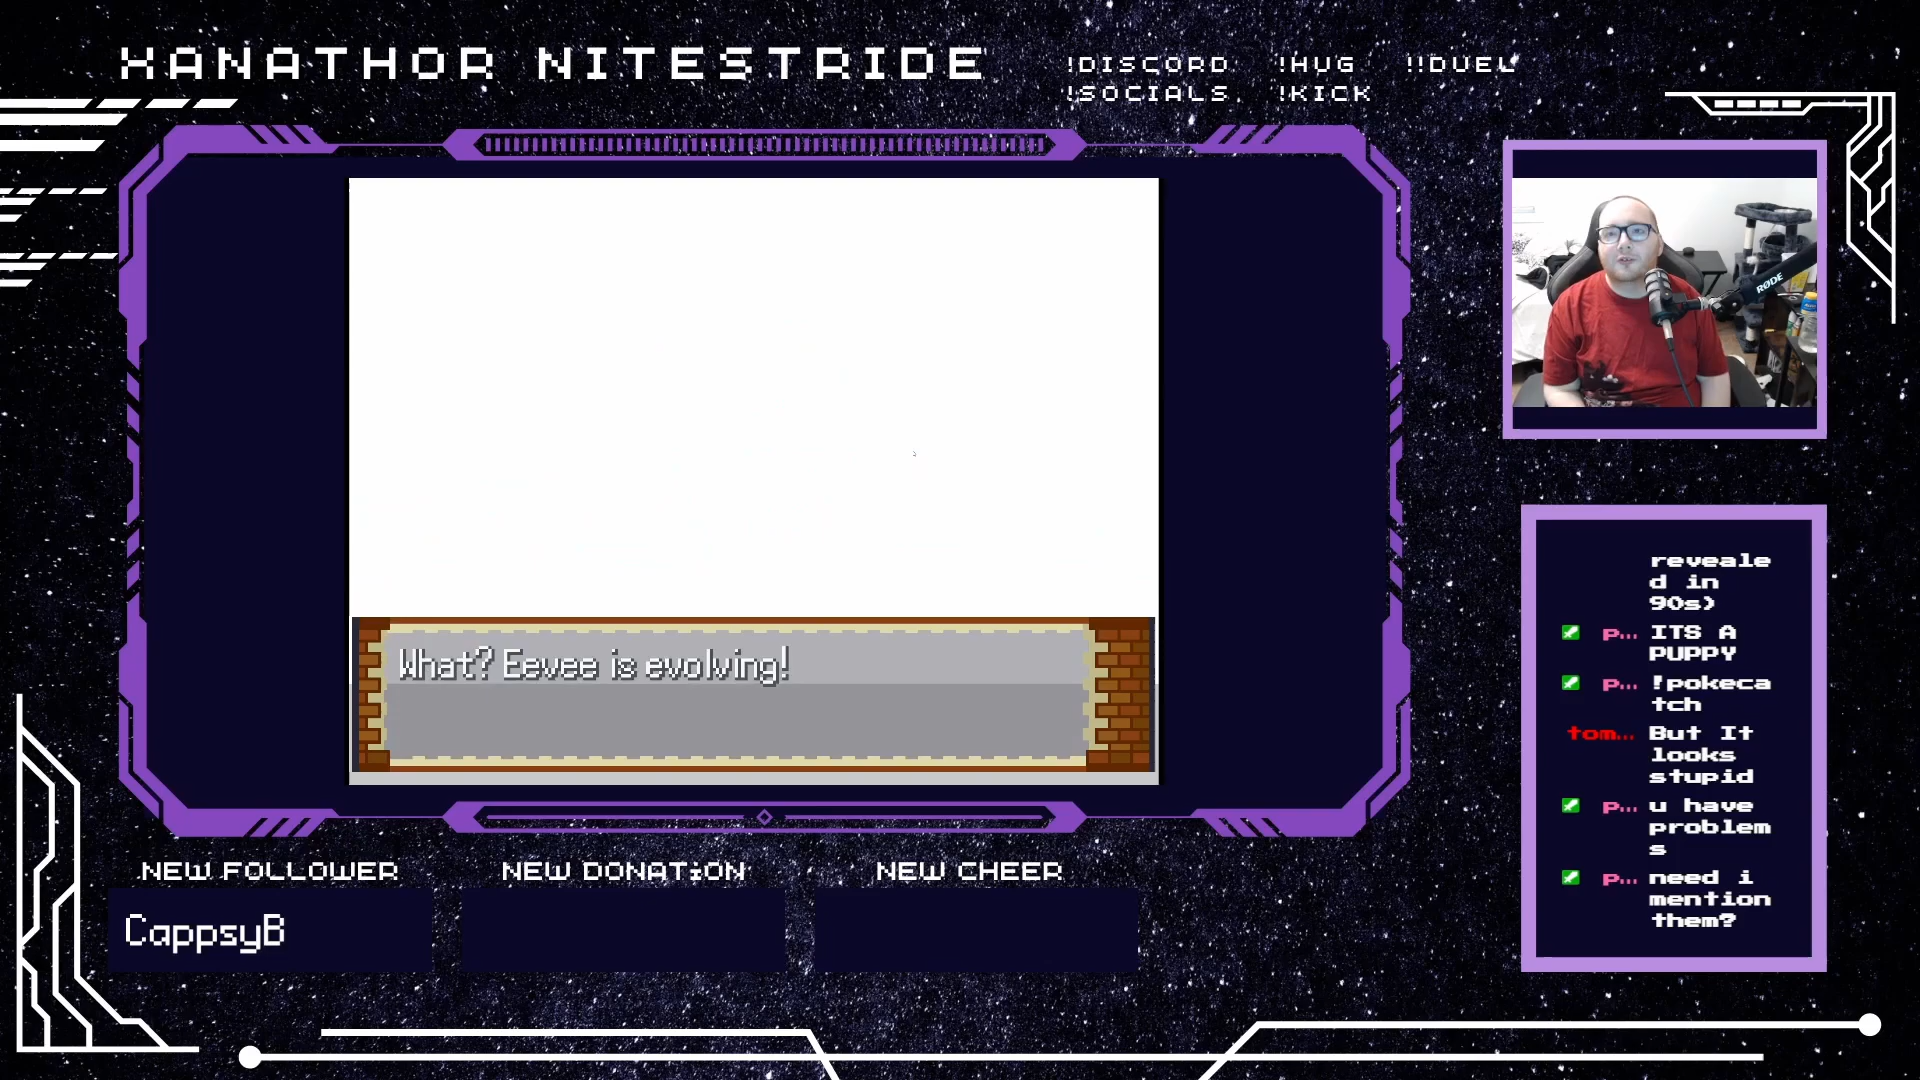 XANATHOR NITESTRIDE
!DISCORD !HUG !!DUEL
!SOCIALS !KICK
RØDE
What? Eevee is evolving!
reveale
d in
90s)
p... ITS A
PUPPY
p... !pokeca
tch
tom... But It
looks
stupid
p... u have
problem
s
p... need i
mention
them?
NEW FOLLOWER NEW DONATION NEW CHEER
CappsyB